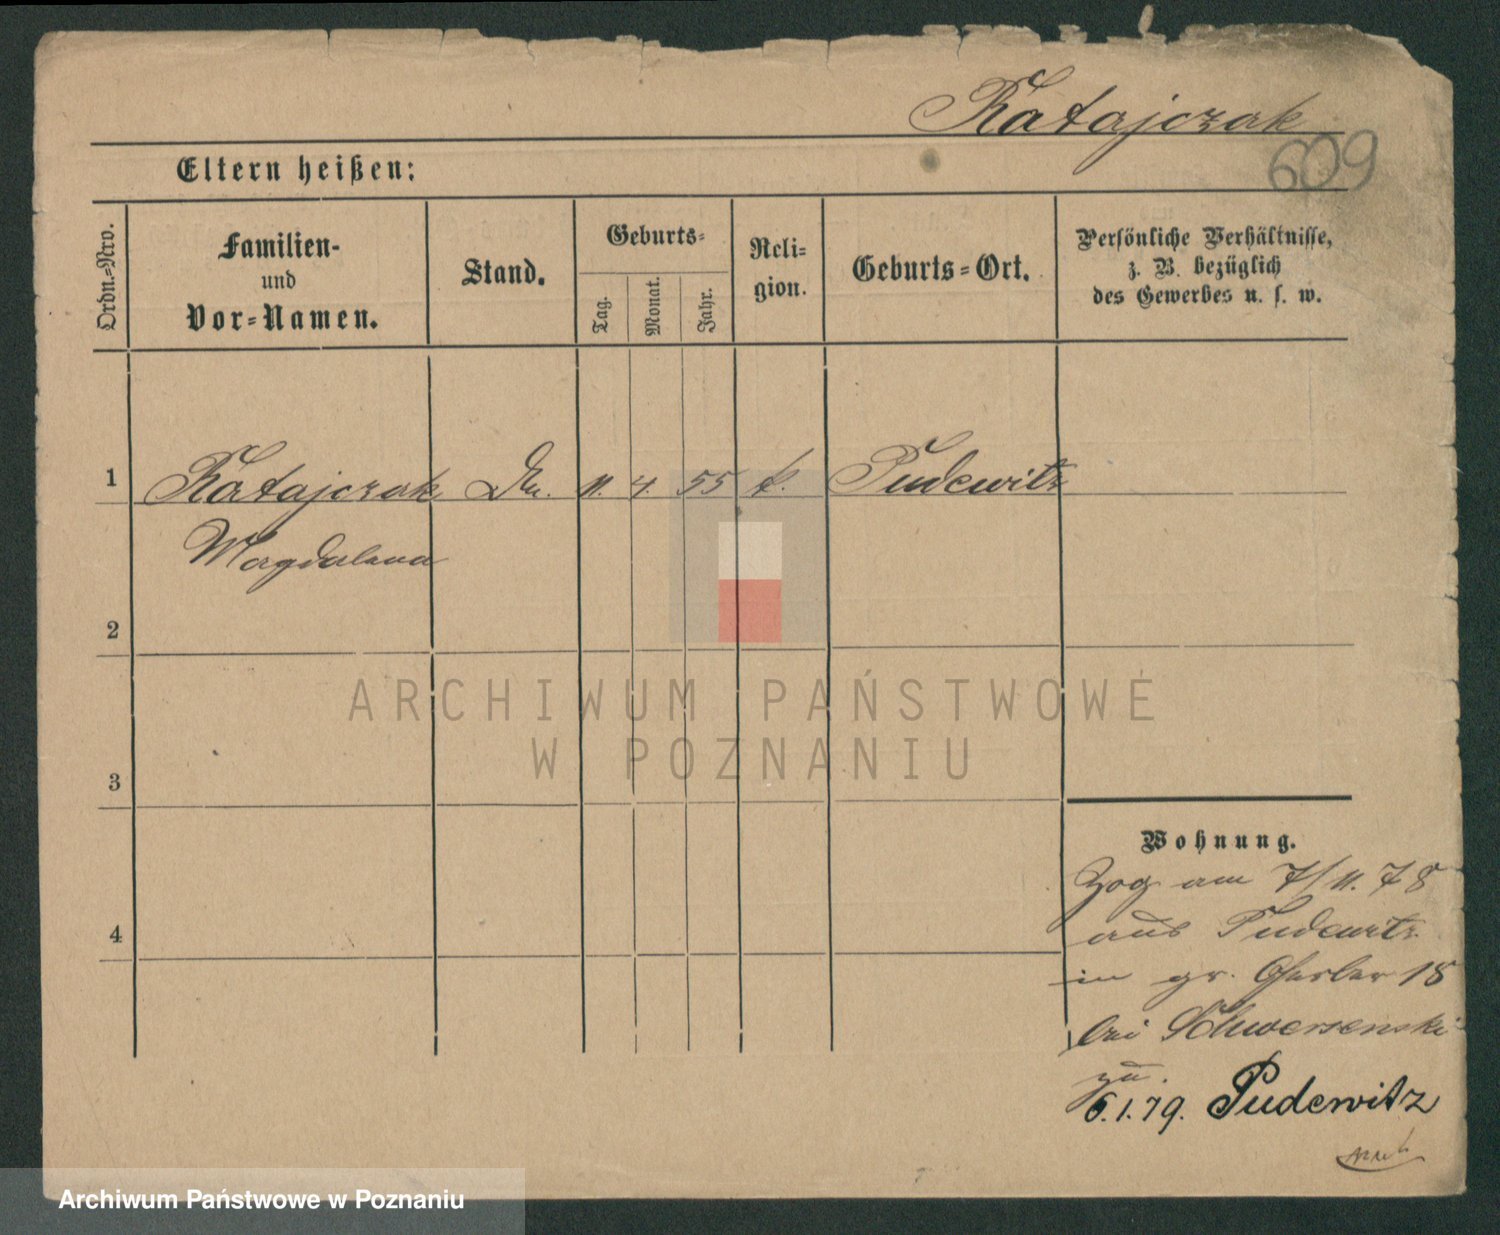 Ratajczak
609
Eltern heißen:
Ordn.-Nro.
Familien-
und
Vor-Namen.
Stand.
Geburts-
Tag.
Monat.
Jahr.
Reli-
gion.
Geburts-Ort.
Persönliche Verhältnisse,
z. B. bezüglich
des Gewerbes u. s. w.
1
Ratajczak
11. 4. 55 k. Pudewitz
Magdalena
2
ARCHIWUM PAŃSTWOWE
W POZNANIU
3
Wohnung.
Zog am 7/11. 78
aus Pudewitz
4
in gr. Gerber 18
bei Schwersenski
zu.
6.1.79. Pudewitz
Archiwum Państwowe w Poznaniu